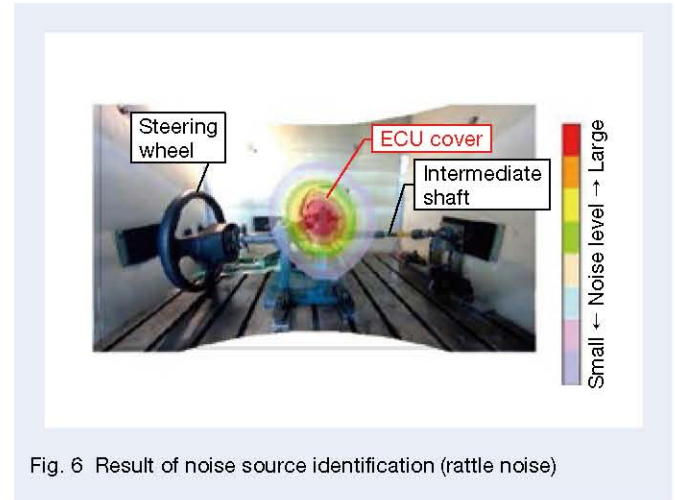 Steering
wheel
ECU cover
Intermediate
shaft
Small ← Noise level → Large
Fig. 6 Result of noise source identification (rattle noise)